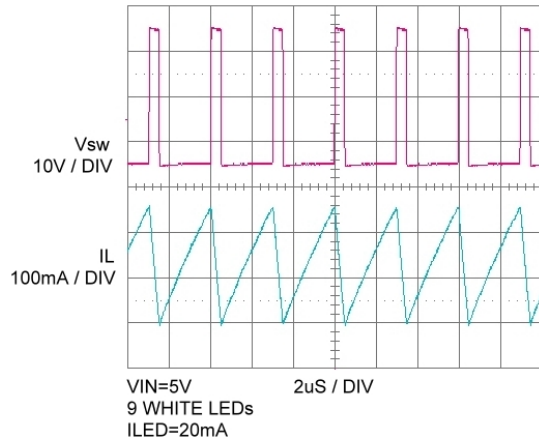 Vsw
10V / DIV
IL
100mA / DIV
VIN=5V 2uS / DIV
9 WHITE LEDs
ILED=20mA